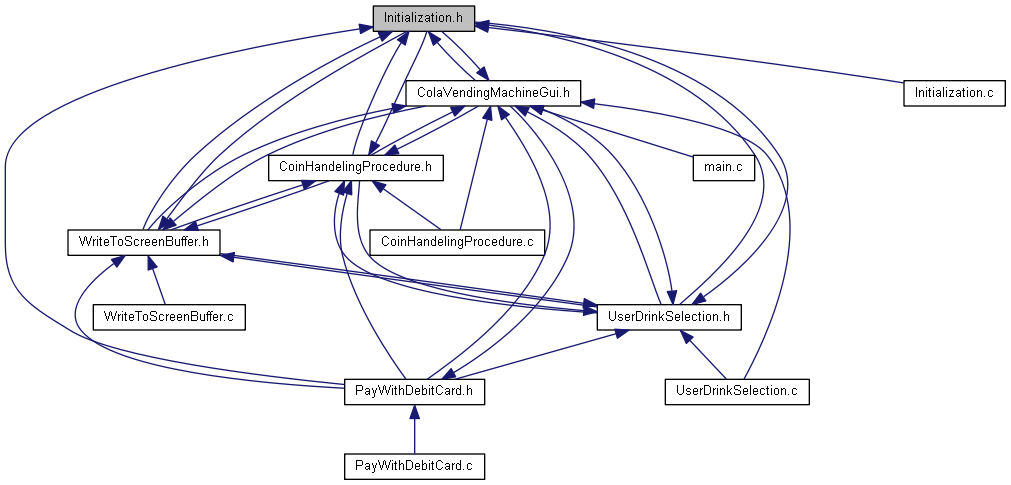 Initialization.h
ColaVendingMachineGui.h
Initialization.c
CoinHandelingProcedure.h
main.c
WriteToScreenBuffer.h
CoinHandelingProcedure.c
WriteToScreenBuffer.c
UserDrinkSelection.h
PayWithDebitCard.h
UserDrinkSelection.c
PayWithDebitCard.c